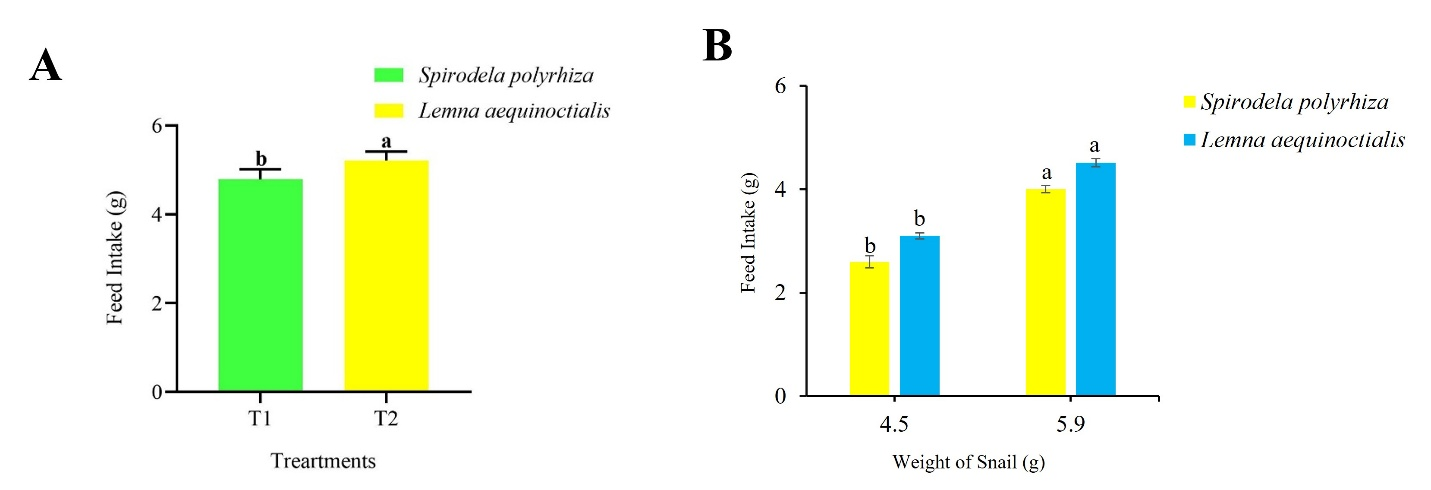 A
Spirodela polyrhiza
Lemna aequinoctialis
6
4
2
0
Feed Intake (g)
b
a
T1
T2
Treartments
B
6
4
2
0
Feed Intake (g)
Spirodela polyrhiza
Lemna aequinoctialis
b
b
a
a
4.5
5.9
Weight of Snail (g)